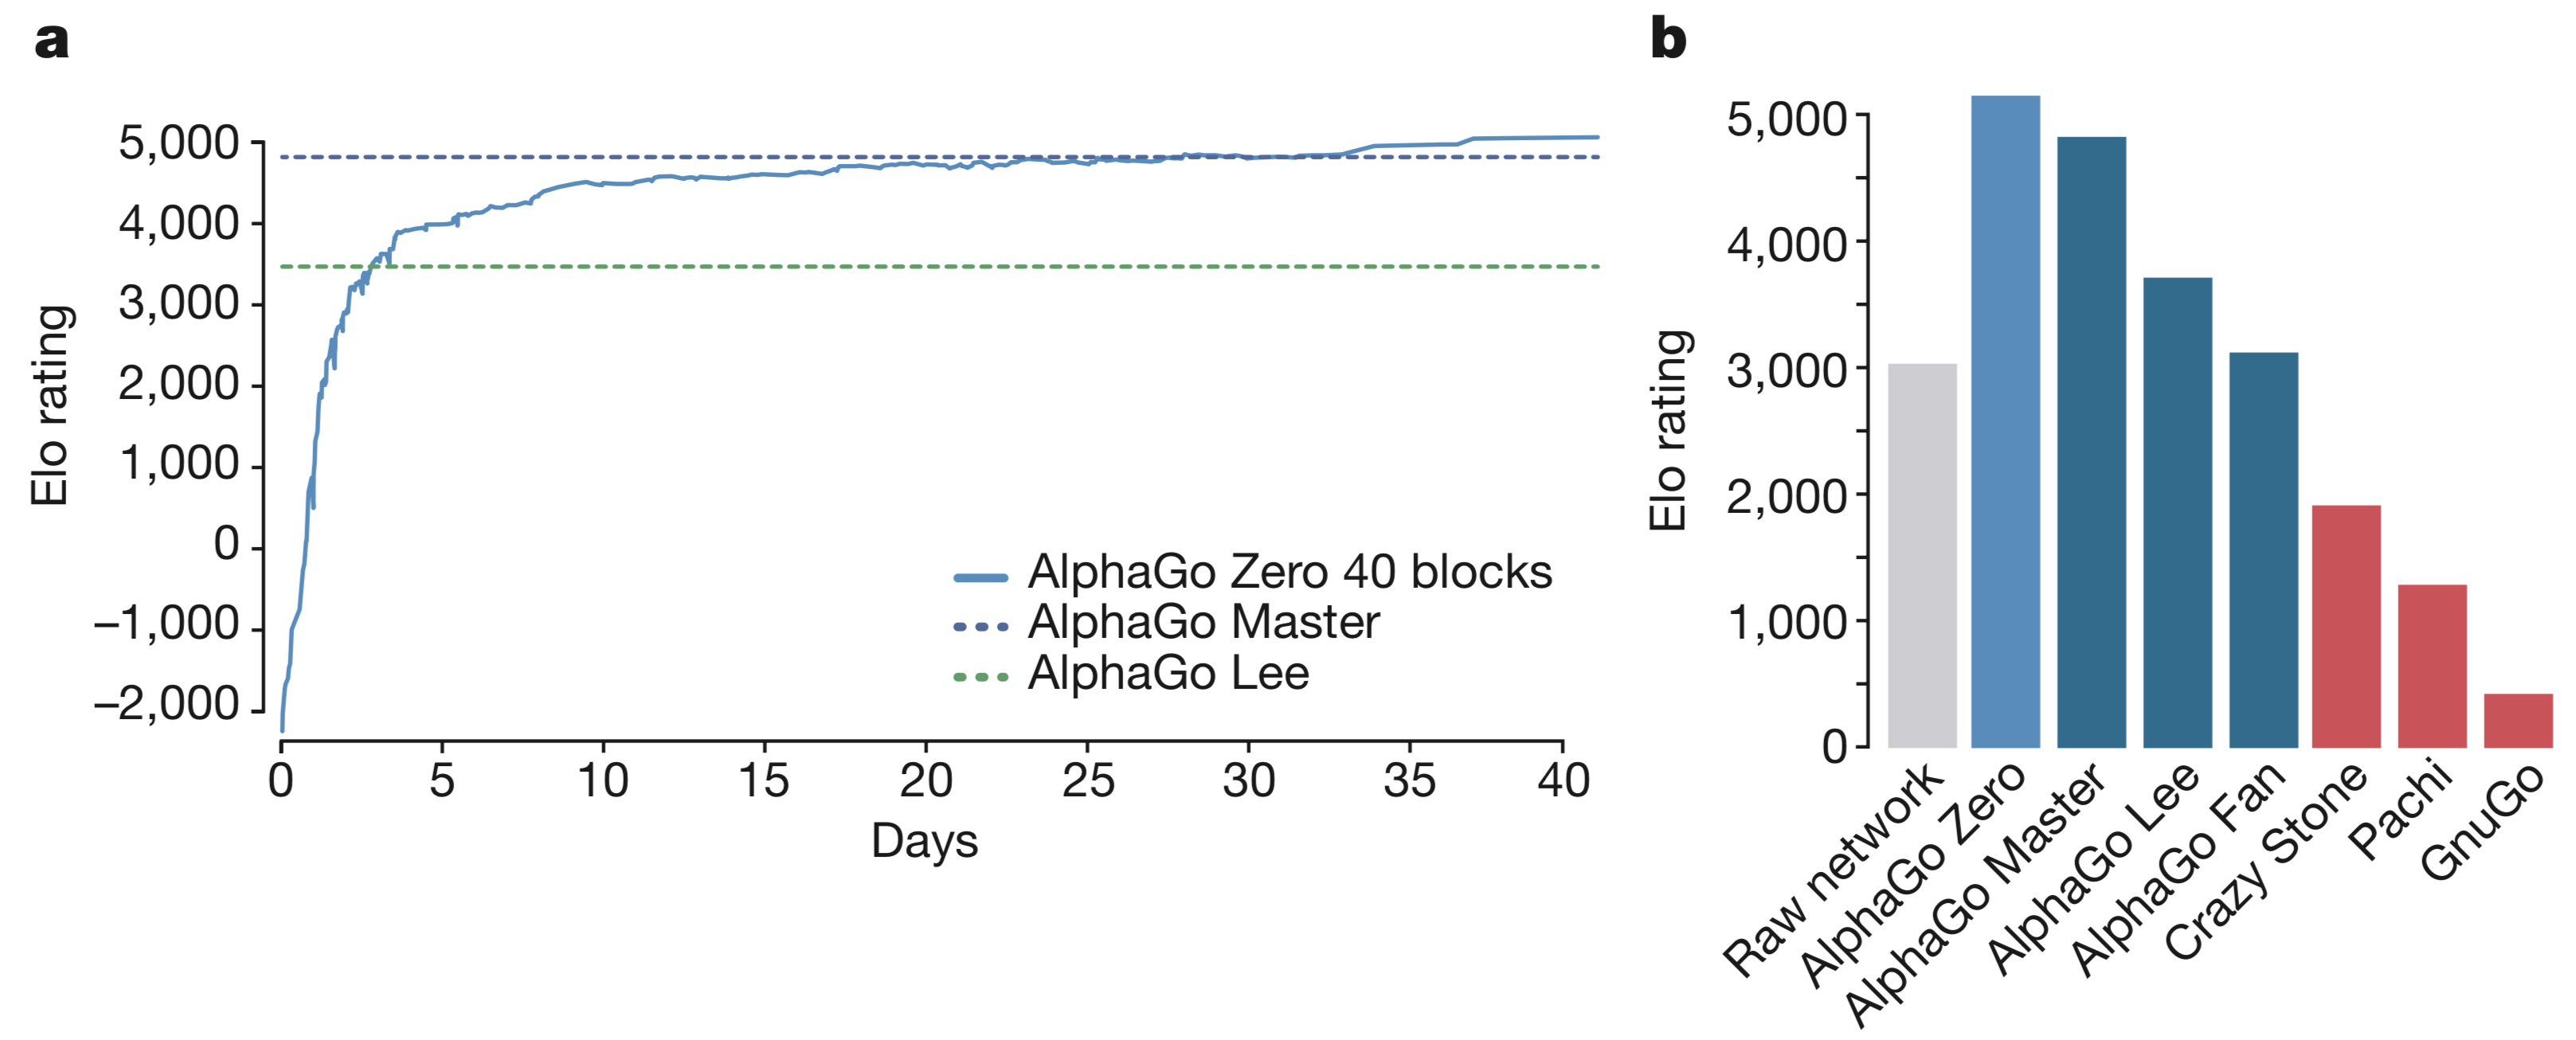 a
Elo rating
5,000
4,000
3,000
2,000
1,000
0
−1,000
−2,000
AlphaGo Zero 40 blocks
AlphaGo Master
AlphaGo Lee
0 5 10 15 20 25 30 35 40
Days
b
Elo rating
5,000
4,000
3,000
2,000
1,000
0
Raw network
AlphaGo Zero
AlphaGo Master
AlphaGo Lee
AlphaGo Fan
Crazy Stone
Pachi
GnuGo